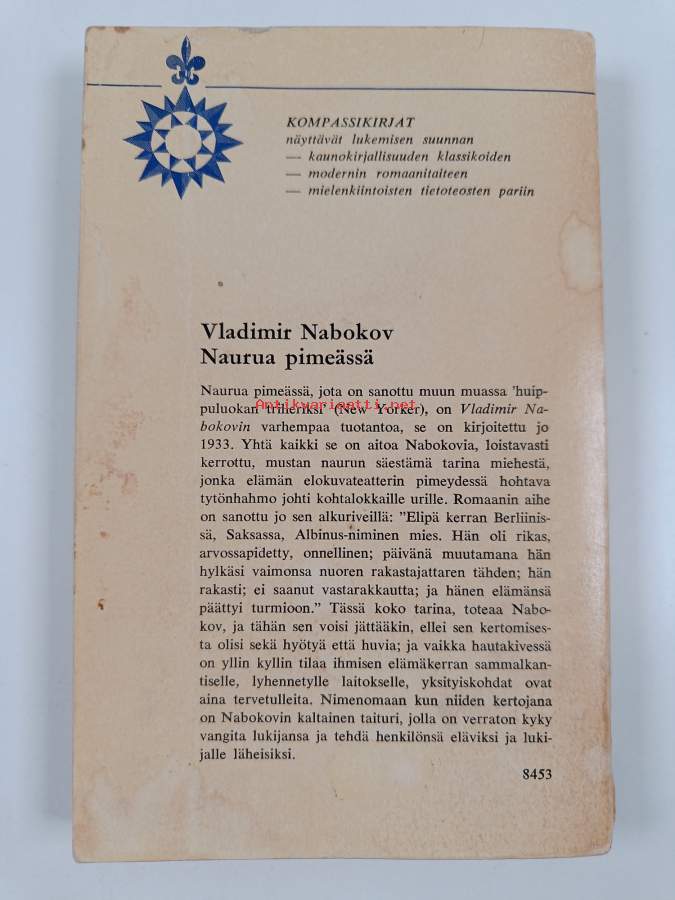 KOMPASSIKIRJAT
näyttävät lukemisen suunnan
— kaunokirjallisuuden klassikoiden
— modernin romaanitaiteen
— mielenkiintoisten tietoteosten pariin
Vladimir Nabokov
Naurua pimeässä
Naurua pimeässä, jota on sanottu muun muassa 'huip-
Antikvariaatti.net
puluokan trilleriksi' (New Yorker), on Vladimir Na-
bokovin varhempaa tuotantoa, se on kirjoitettu jo
1933. Yhtä kaikki se on aitoa Nabokovia, loistavasti
kerrottu, mustan naurun säestämä tarina miehestä,
jonka elämän elokuvateatterin pimeydessä hohtava
tytönhahmo johti kohtalokkaille urille. Romaanin aihe
on sanottu jo sen alkuriveillä: ”Elipä kerran Berliinis-
sä, Saksassa, Albinus-niminen mies. Hän oli rikas,
arvossapidetty, onnellinen; päivänä muutamana hän
hylkäsi vaimonsa nuoren rakastajattaren tähden; hän
rakasti; ei saanut vastarakkautta; ja hänen elämänsä
päättyi turmioon.” Tässä koko tarina, toteaa Nabo-
kov, ja tähän sen voisi jättääkin, ellei sen kertomises-
ta olisi sekä hyötyä että huvia; ja vaikka hautakivessä
on yllin kyllin tilaa ihmisen elämäkerran sammalkan-
tiselle, lyhennetylle laitokselle, yksityiskohdat ovat
aina tervetulleita. Nimenomaan kun niiden kertojana
on Nabokovin kaltainen taituri, jolla on verraton kyky
vangita lukijansa ja tehdä henkilönsä eläviksi ja luki-
jalle läheisiksi.
8453